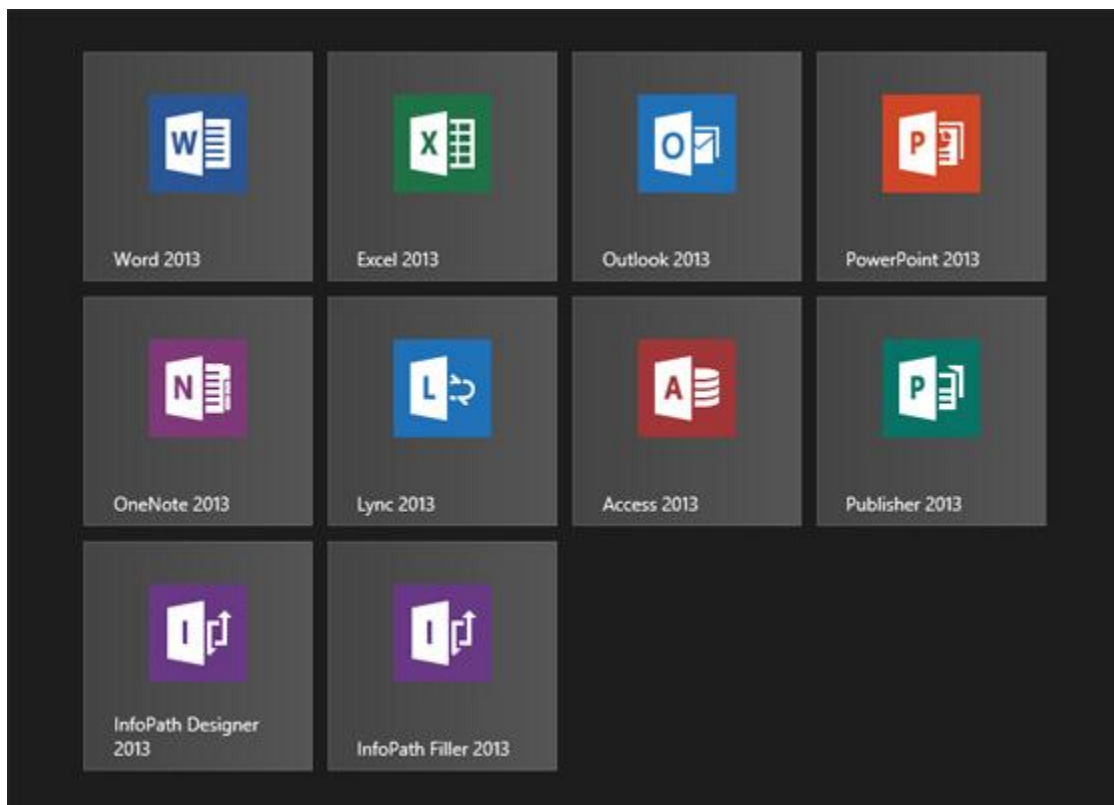 W
X
O
P
Word 2013
Excel 2013
Outlook 2013
PowerPoint 2013
N
L
A
P
OneNote 2013
Lync 2013
Access 2013
Publisher 2013
I
I
InfoPath Designer
2013
InfoPath Filler 2013